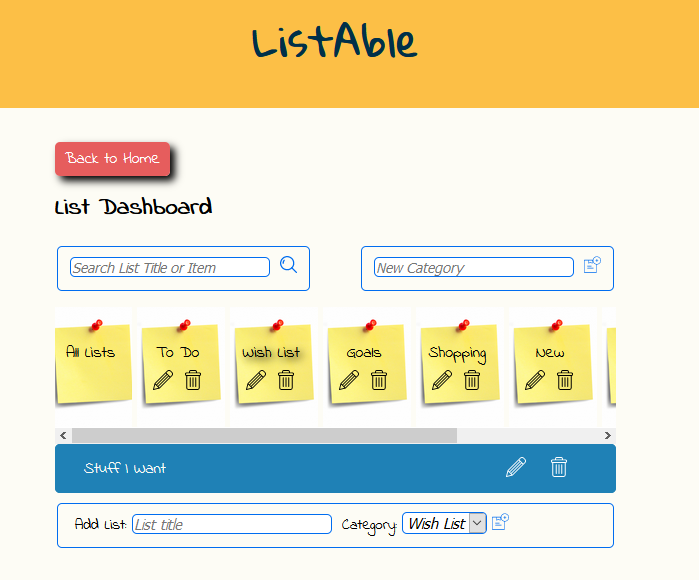 ListAble
Back to Home
List Dashboard
Search List Title or Item
New Category
All Lists
To Do
Wish List
Goals
Shopping
New
Stuff I Want
Add List: List title Category: Wish List